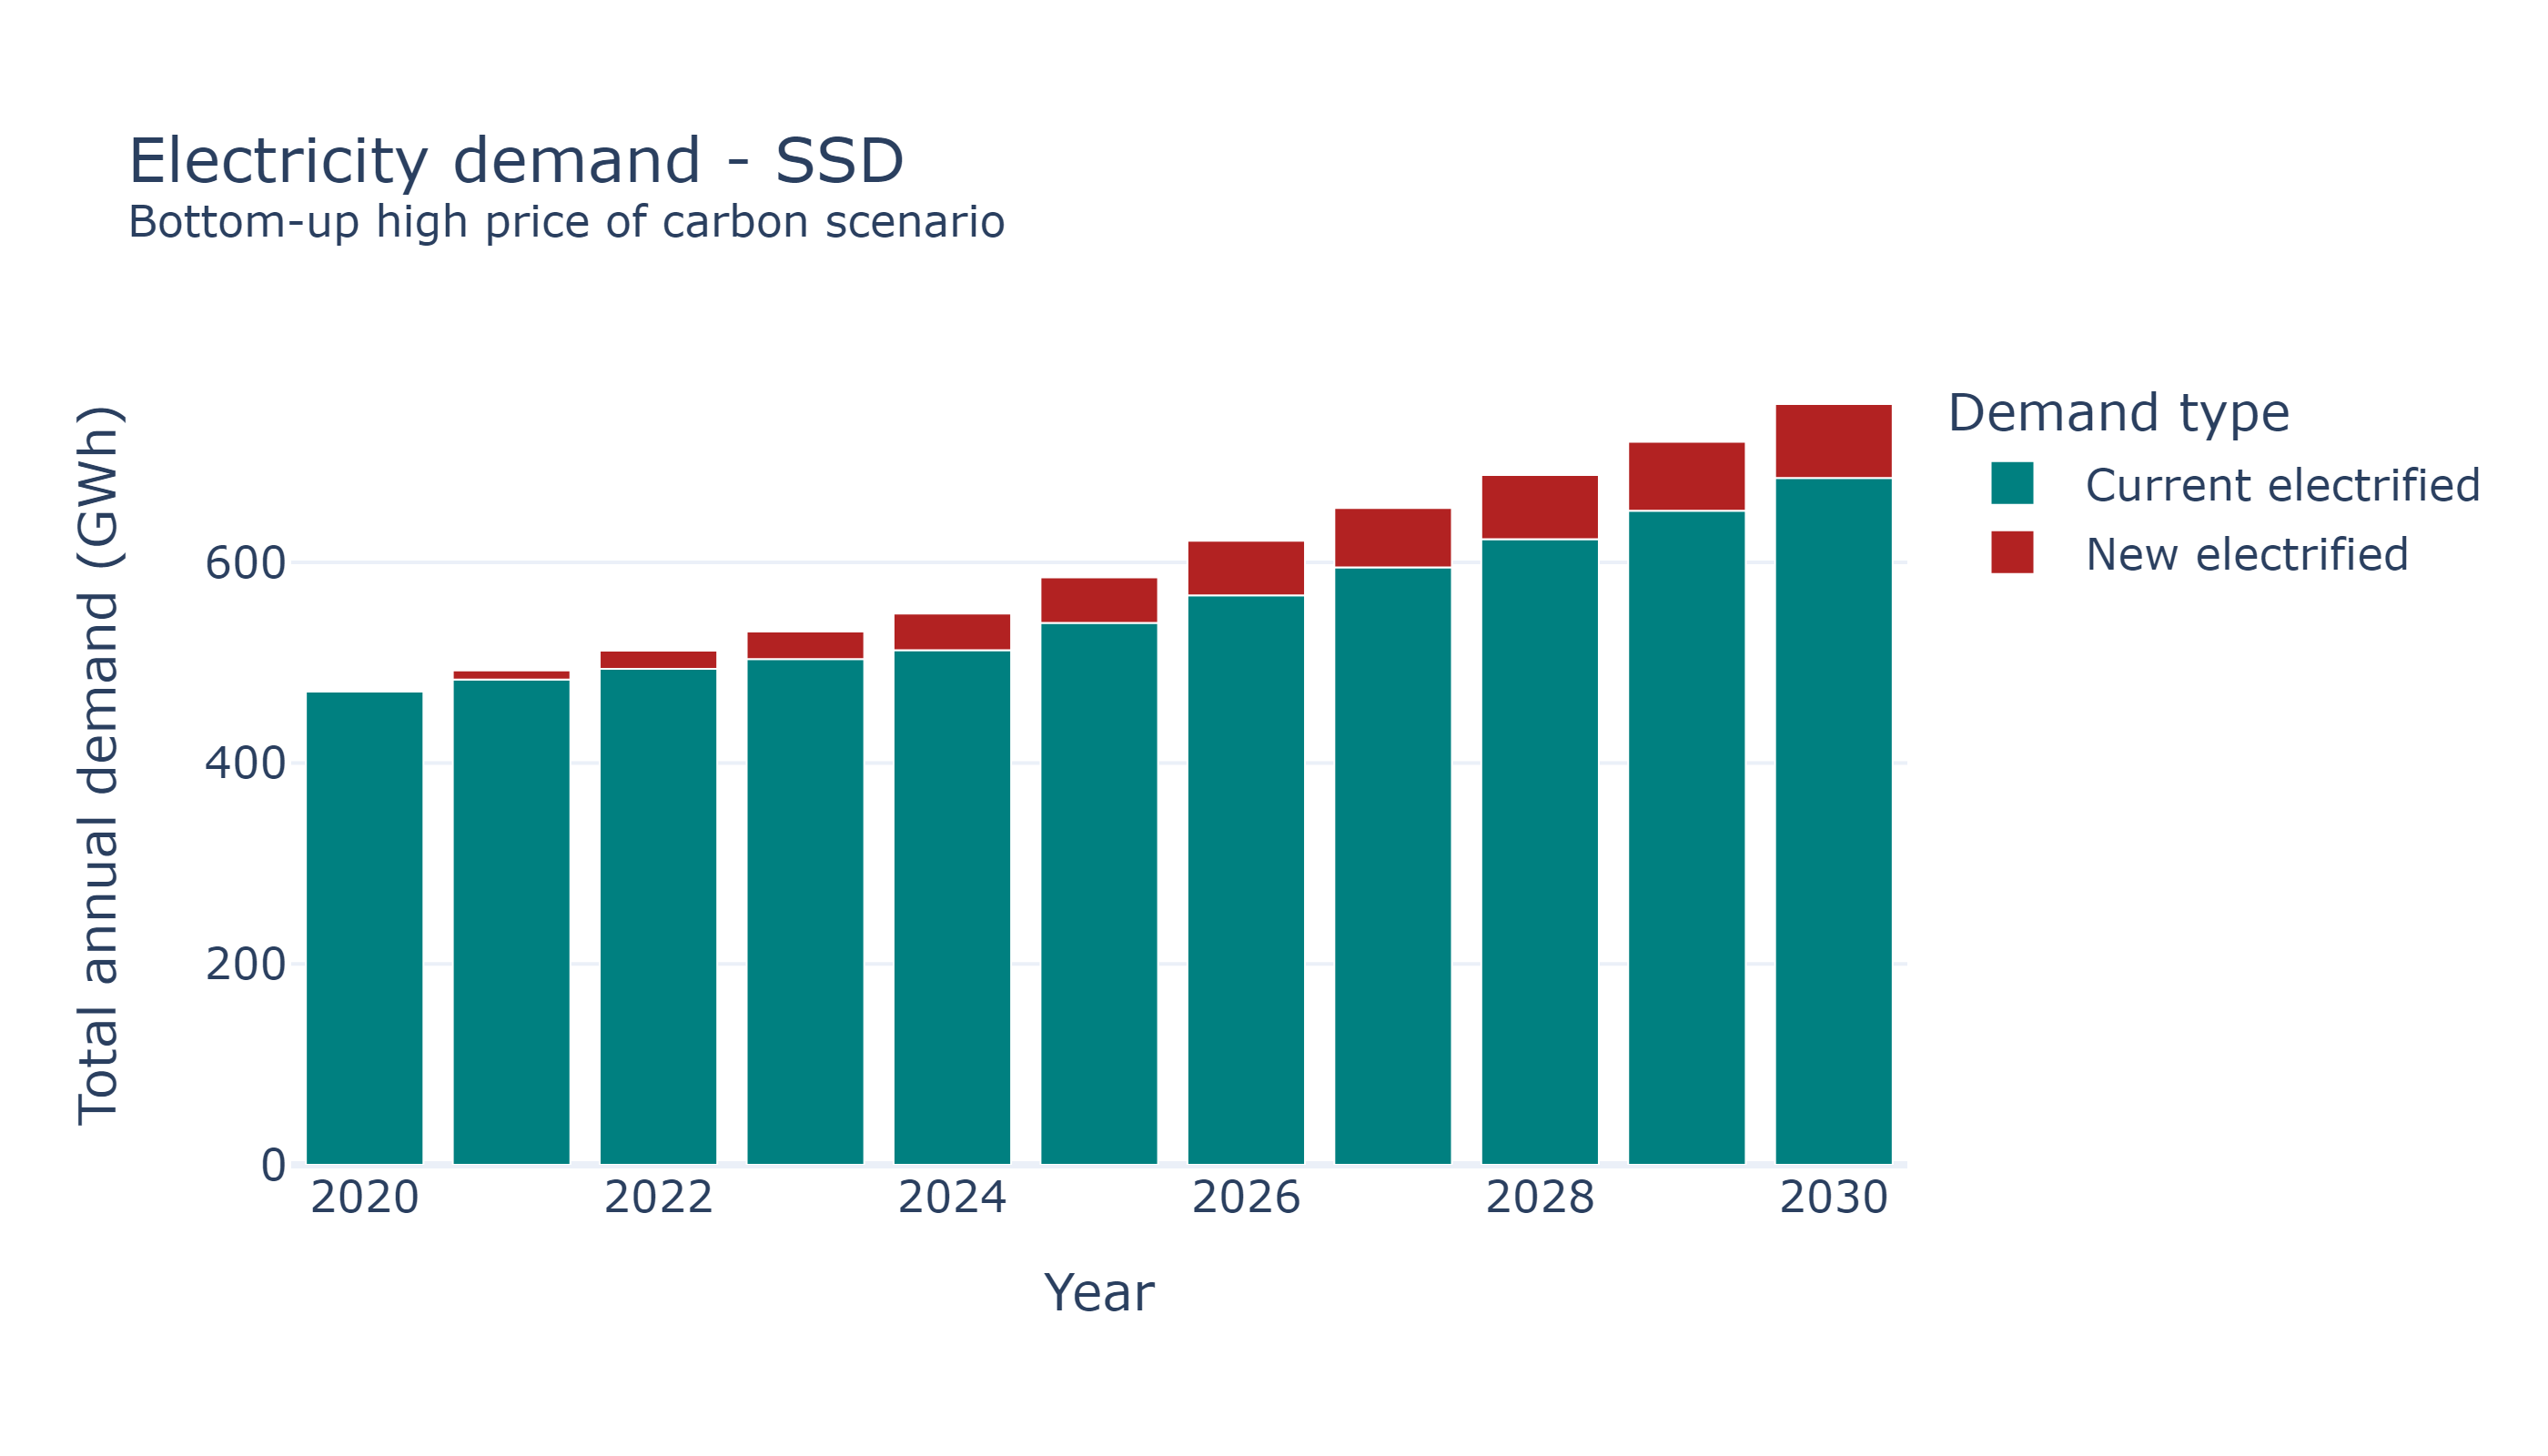 Electricity demand - SSD
Bottom-up high price of carbon scenario
Total annual demand (GWh)
600
400
200
0
2020
2022
2024
2026
2028
2030
Year
Demand type
Current electrified
New electrified